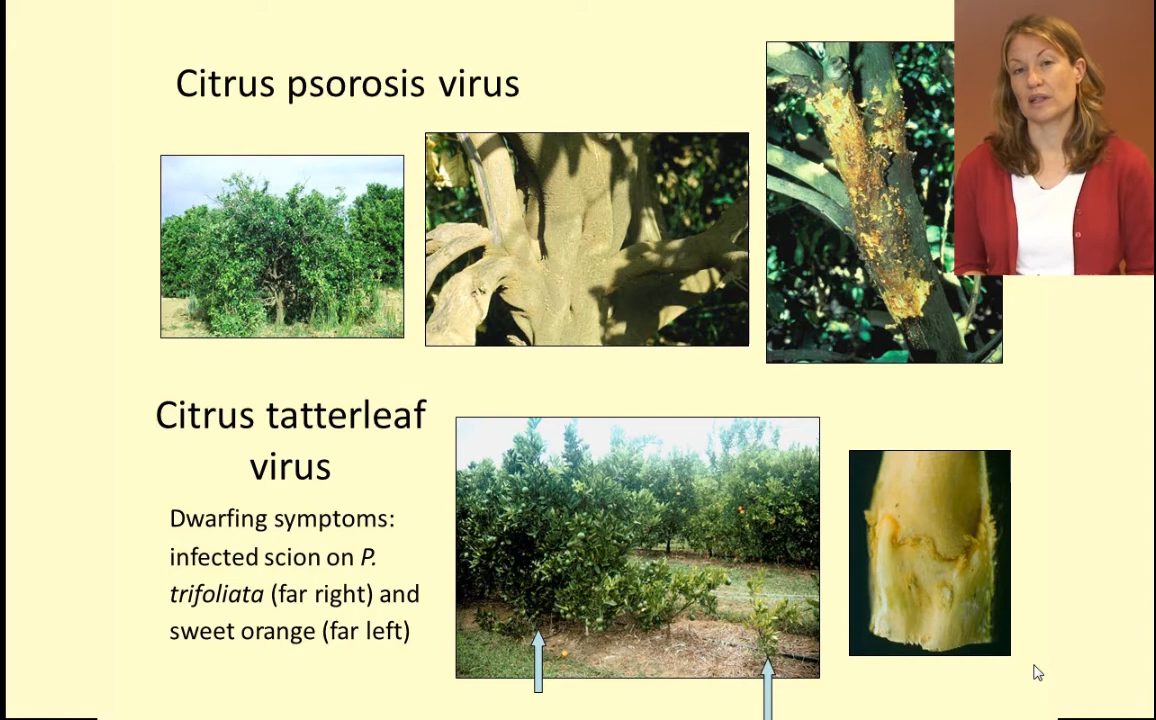 Citrus psorosis virus
Citrus tatterleaf
virus
Dwarfing symptoms:
infected scion on P.
trifoliata (far right) and
sweet orange (far left)